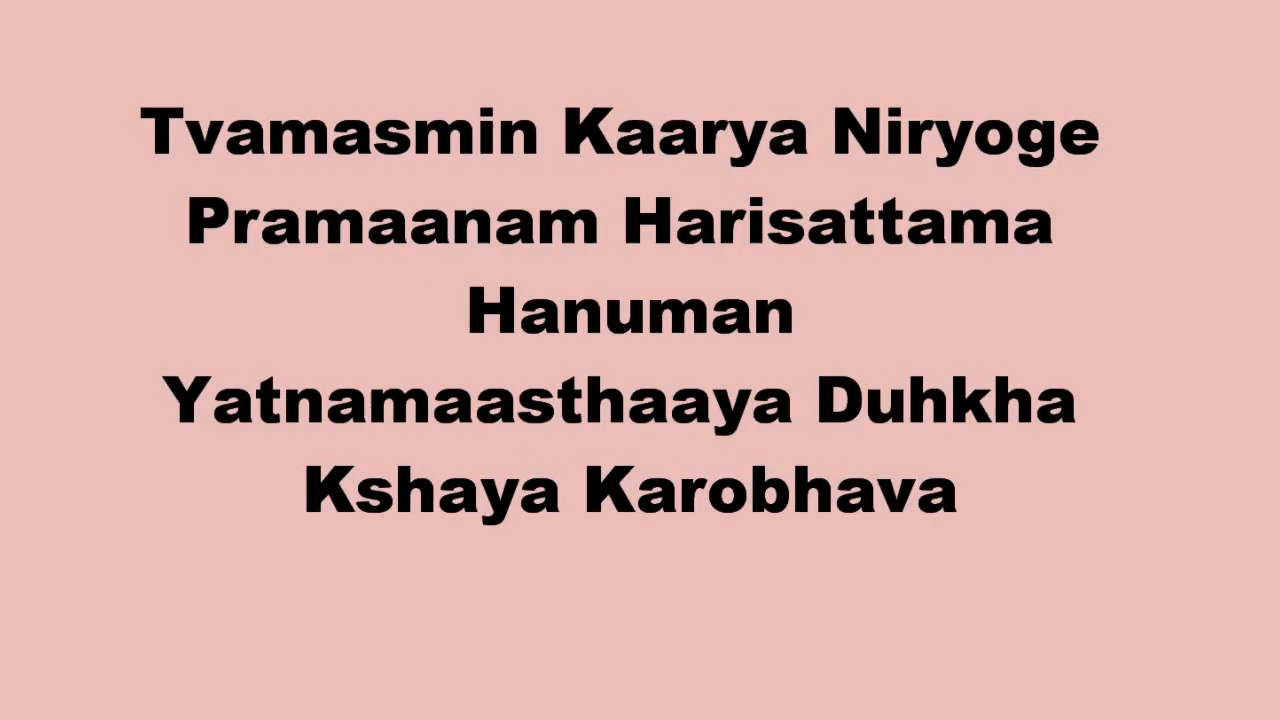 Tvamasmin Kaarya Niryoge
Pramaanam Harisattama
Hanuman
Yatnamaasthaaya Duhkha
Kshaya Karobhava